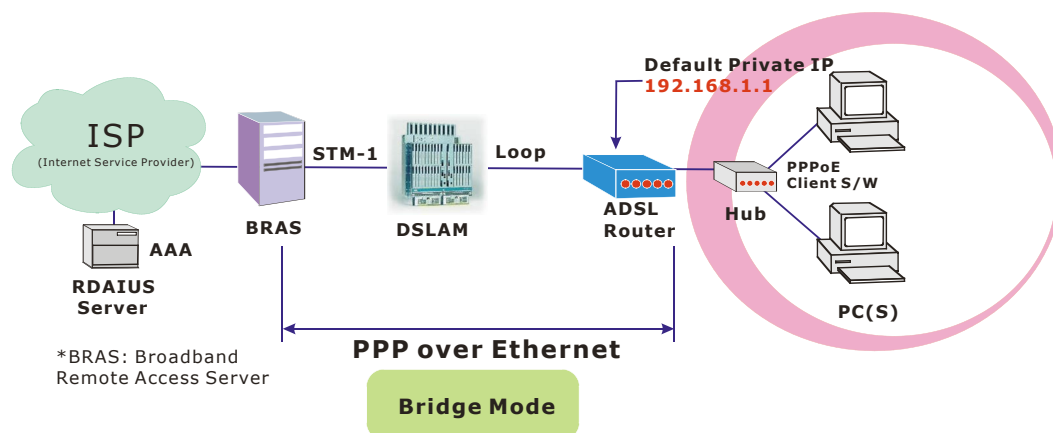 Default Private IP
192.168.1.1
ISP
(Internet Service Provider)
STM-1
Loop
PPPoE
Client S/W
BRAS
DSLAM
ADSL
Router
Hub
AAA
RDAIUS
Server
PC(S)
PPP over Ethernet
*BRAS: Broadband
Remote Access Server
Bridge Mode